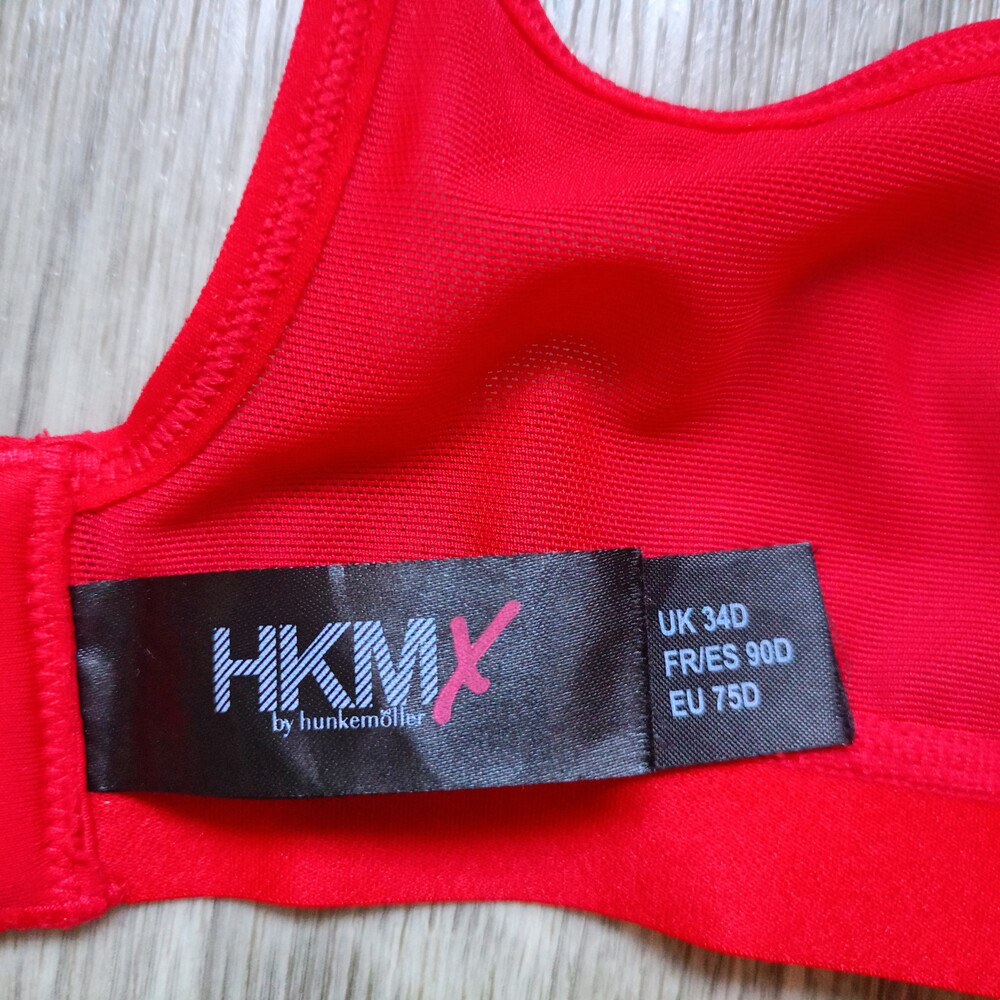 HKMX
by hunkemöller
UK 34D
FR/ES 90D
EU 75D